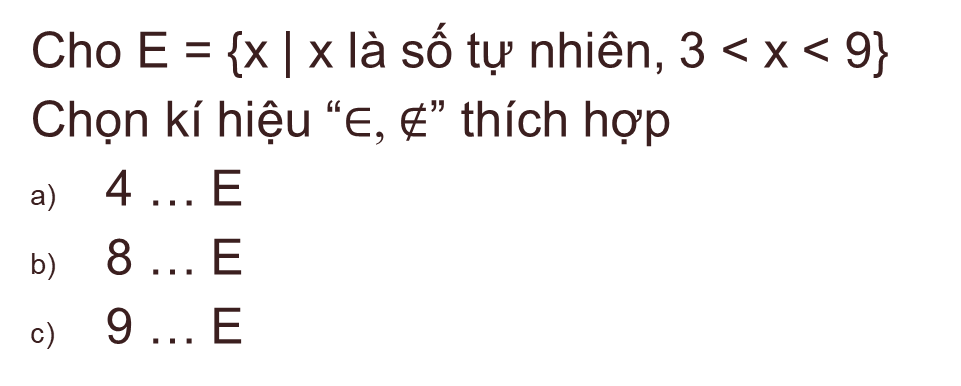 Cho E = {x | x là số tự nhiên, 3 < x < 9}
Chọn kí hiệu “∈, ∉” thích hợp
a) 4 … E
b) 8 … E
c) 9 … E